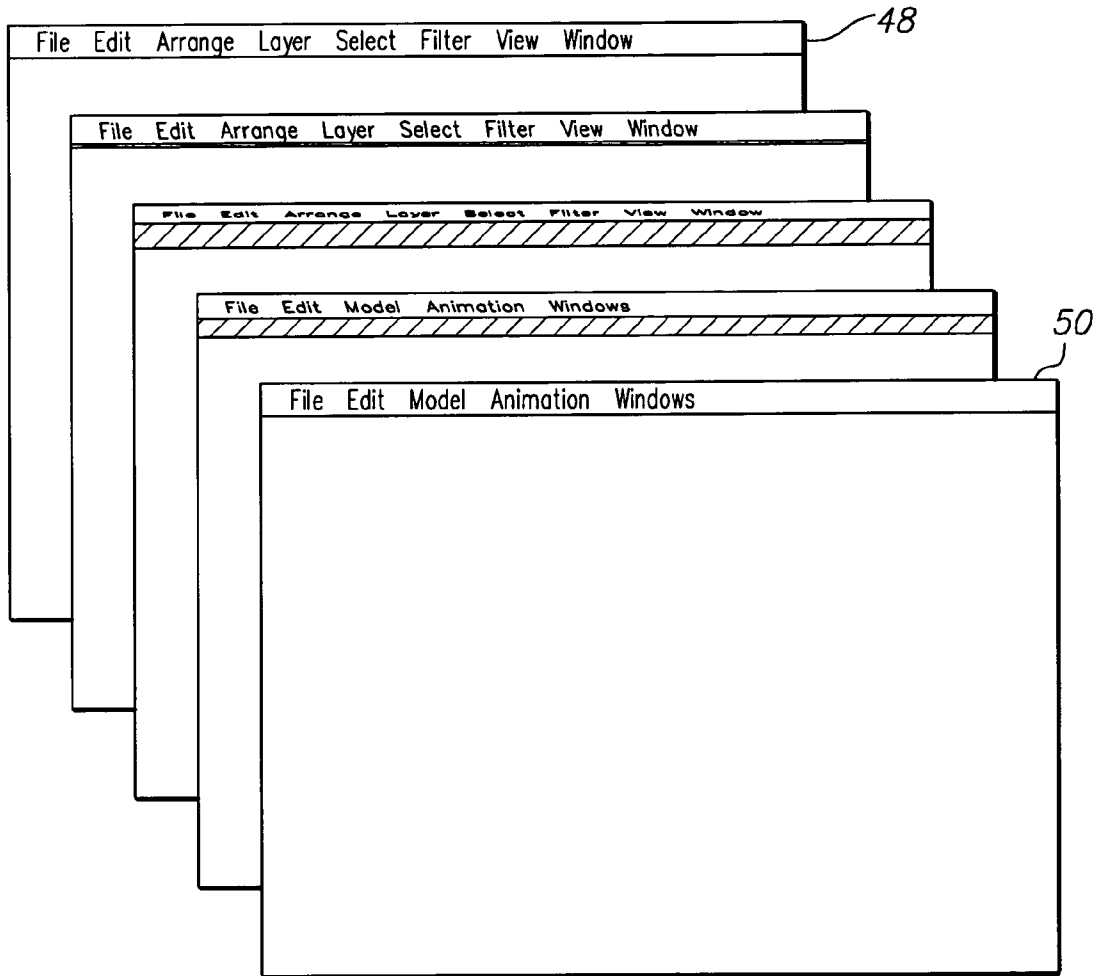 48
File Edit Arrange Layer Select Filter View Window
File Edit Arrange Layer Select Filter View Window
File Edit Arrange Layer Select Filter View Window
File Edit Model Animation Windows
50
File Edit Model Animation Windows